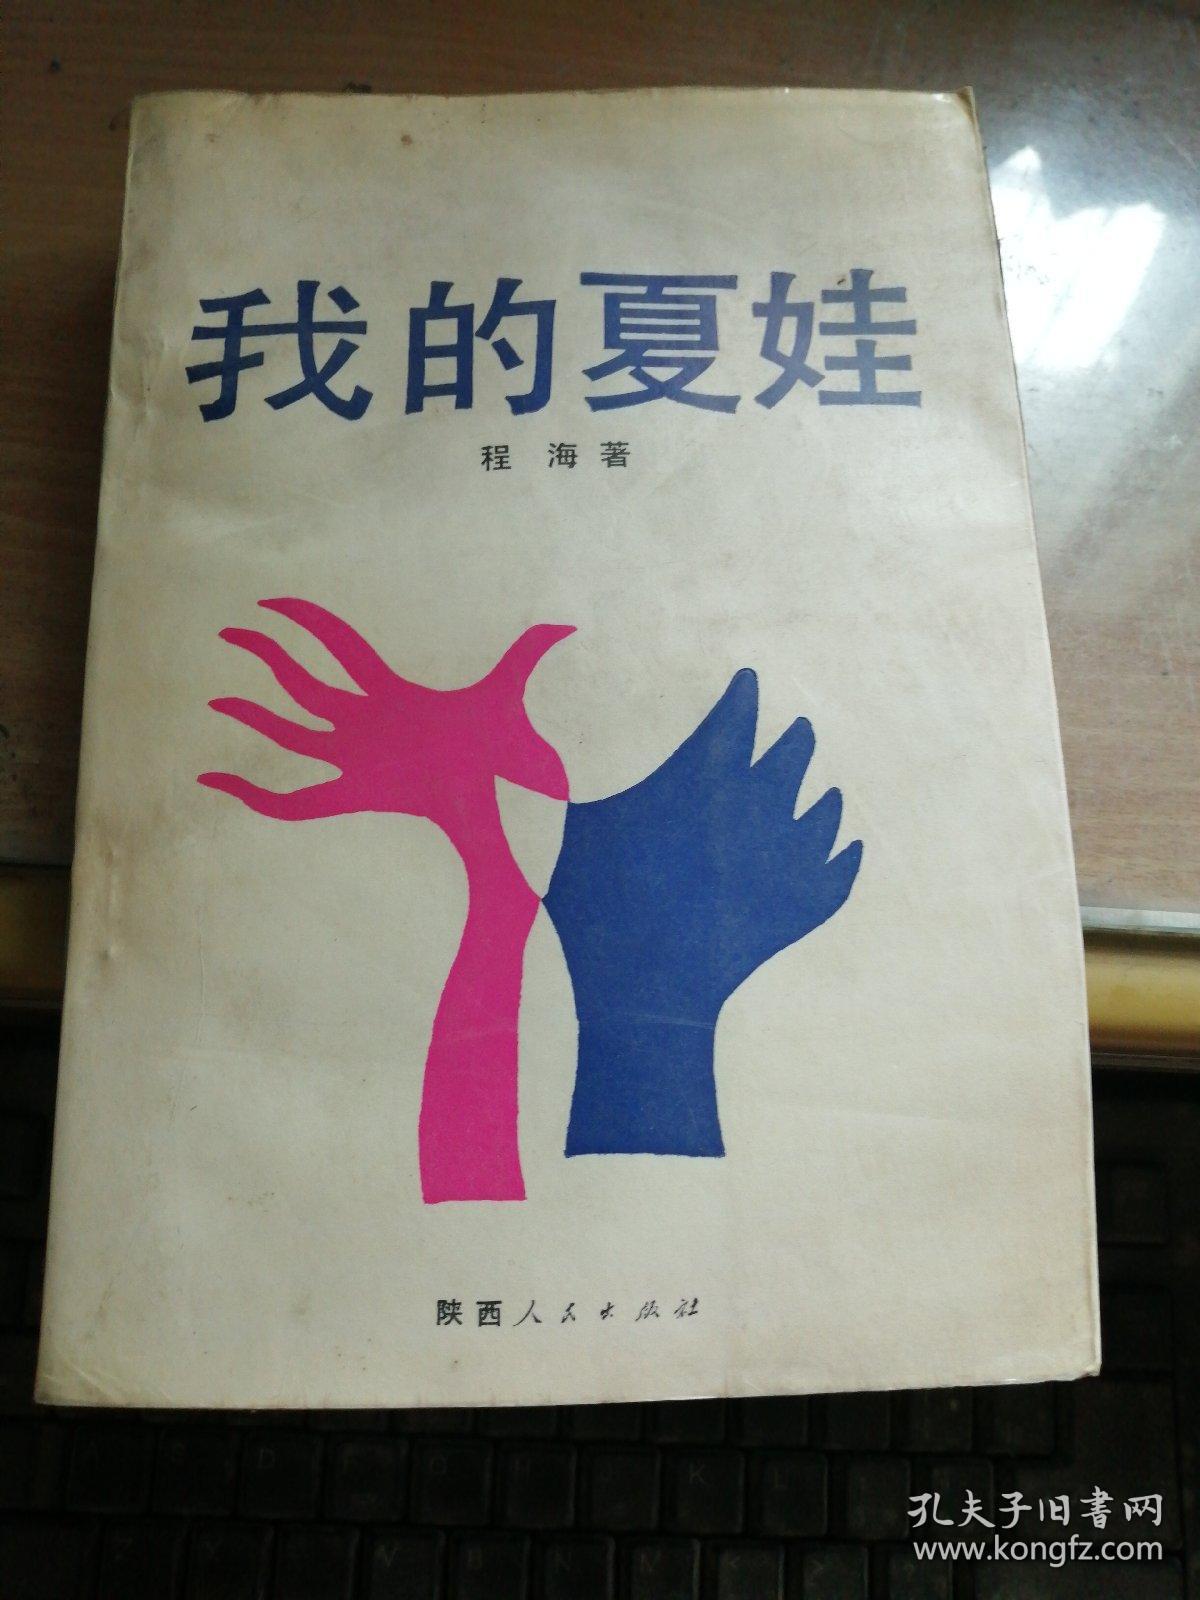 我的夏娃
程 海 著
陕西人民出版社
孔夫子旧書网
www.kongfz.com